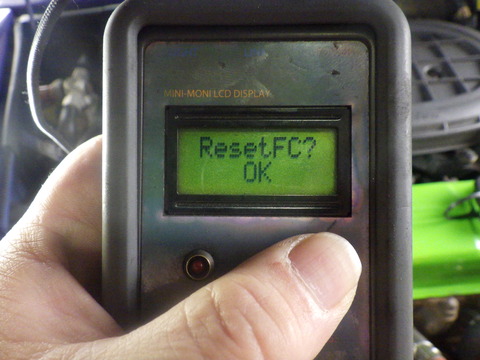 MINI-MONI LCD DISPLAY
ResetFC?
OK